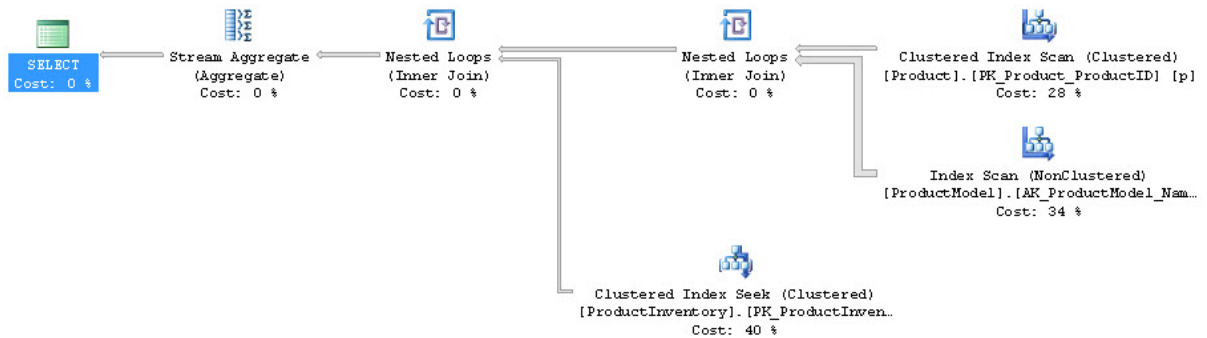 SELECT
Cost: 0 %
Stream Aggregate
(Aggregate)
Cost: 0 %
Nested Loops
(Inner Join)
Cost: 0 %
Nested Loops
(Inner Join)
Cost: 0 %
Clustered Index Scan (Clustered)
[Product].[PK_Product_ProductID] [p]
Cost: 28 %
Index Scan (NonClustered)
[ProductModel].[AK_ProductModel_Nam…
Cost: 34 %
Clustered Index Seek (Clustered)
[ProductInventory].[PK_ProductInven…
Cost: 40 %